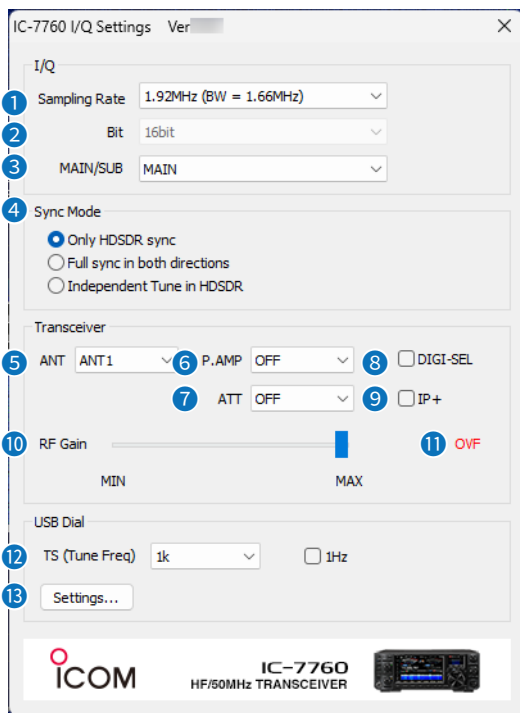 IC-7760 I/Q Settings Ver
I/Q
1 Sampling Rate 1.92MHz (BW = 1.66MHz)
2 Bit 16bit
3 MAIN/SUB MAIN
4 Sync Mode
Only HDSDR sync
Full sync in both directions
Independent Tune in HDSDR
Transceiver
5 ANT ANT1 6 P.AMP OFF 8 DIGI-SEL
7 ATT OFF 9 IP+
10 RF Gain 11 OVF
MIN MAX
USB Dial
12 TS (Tune Freq) 1k 1Hz
13 Settings...
ICOM IC-7760
HF/50MHz TRANSCEIVER